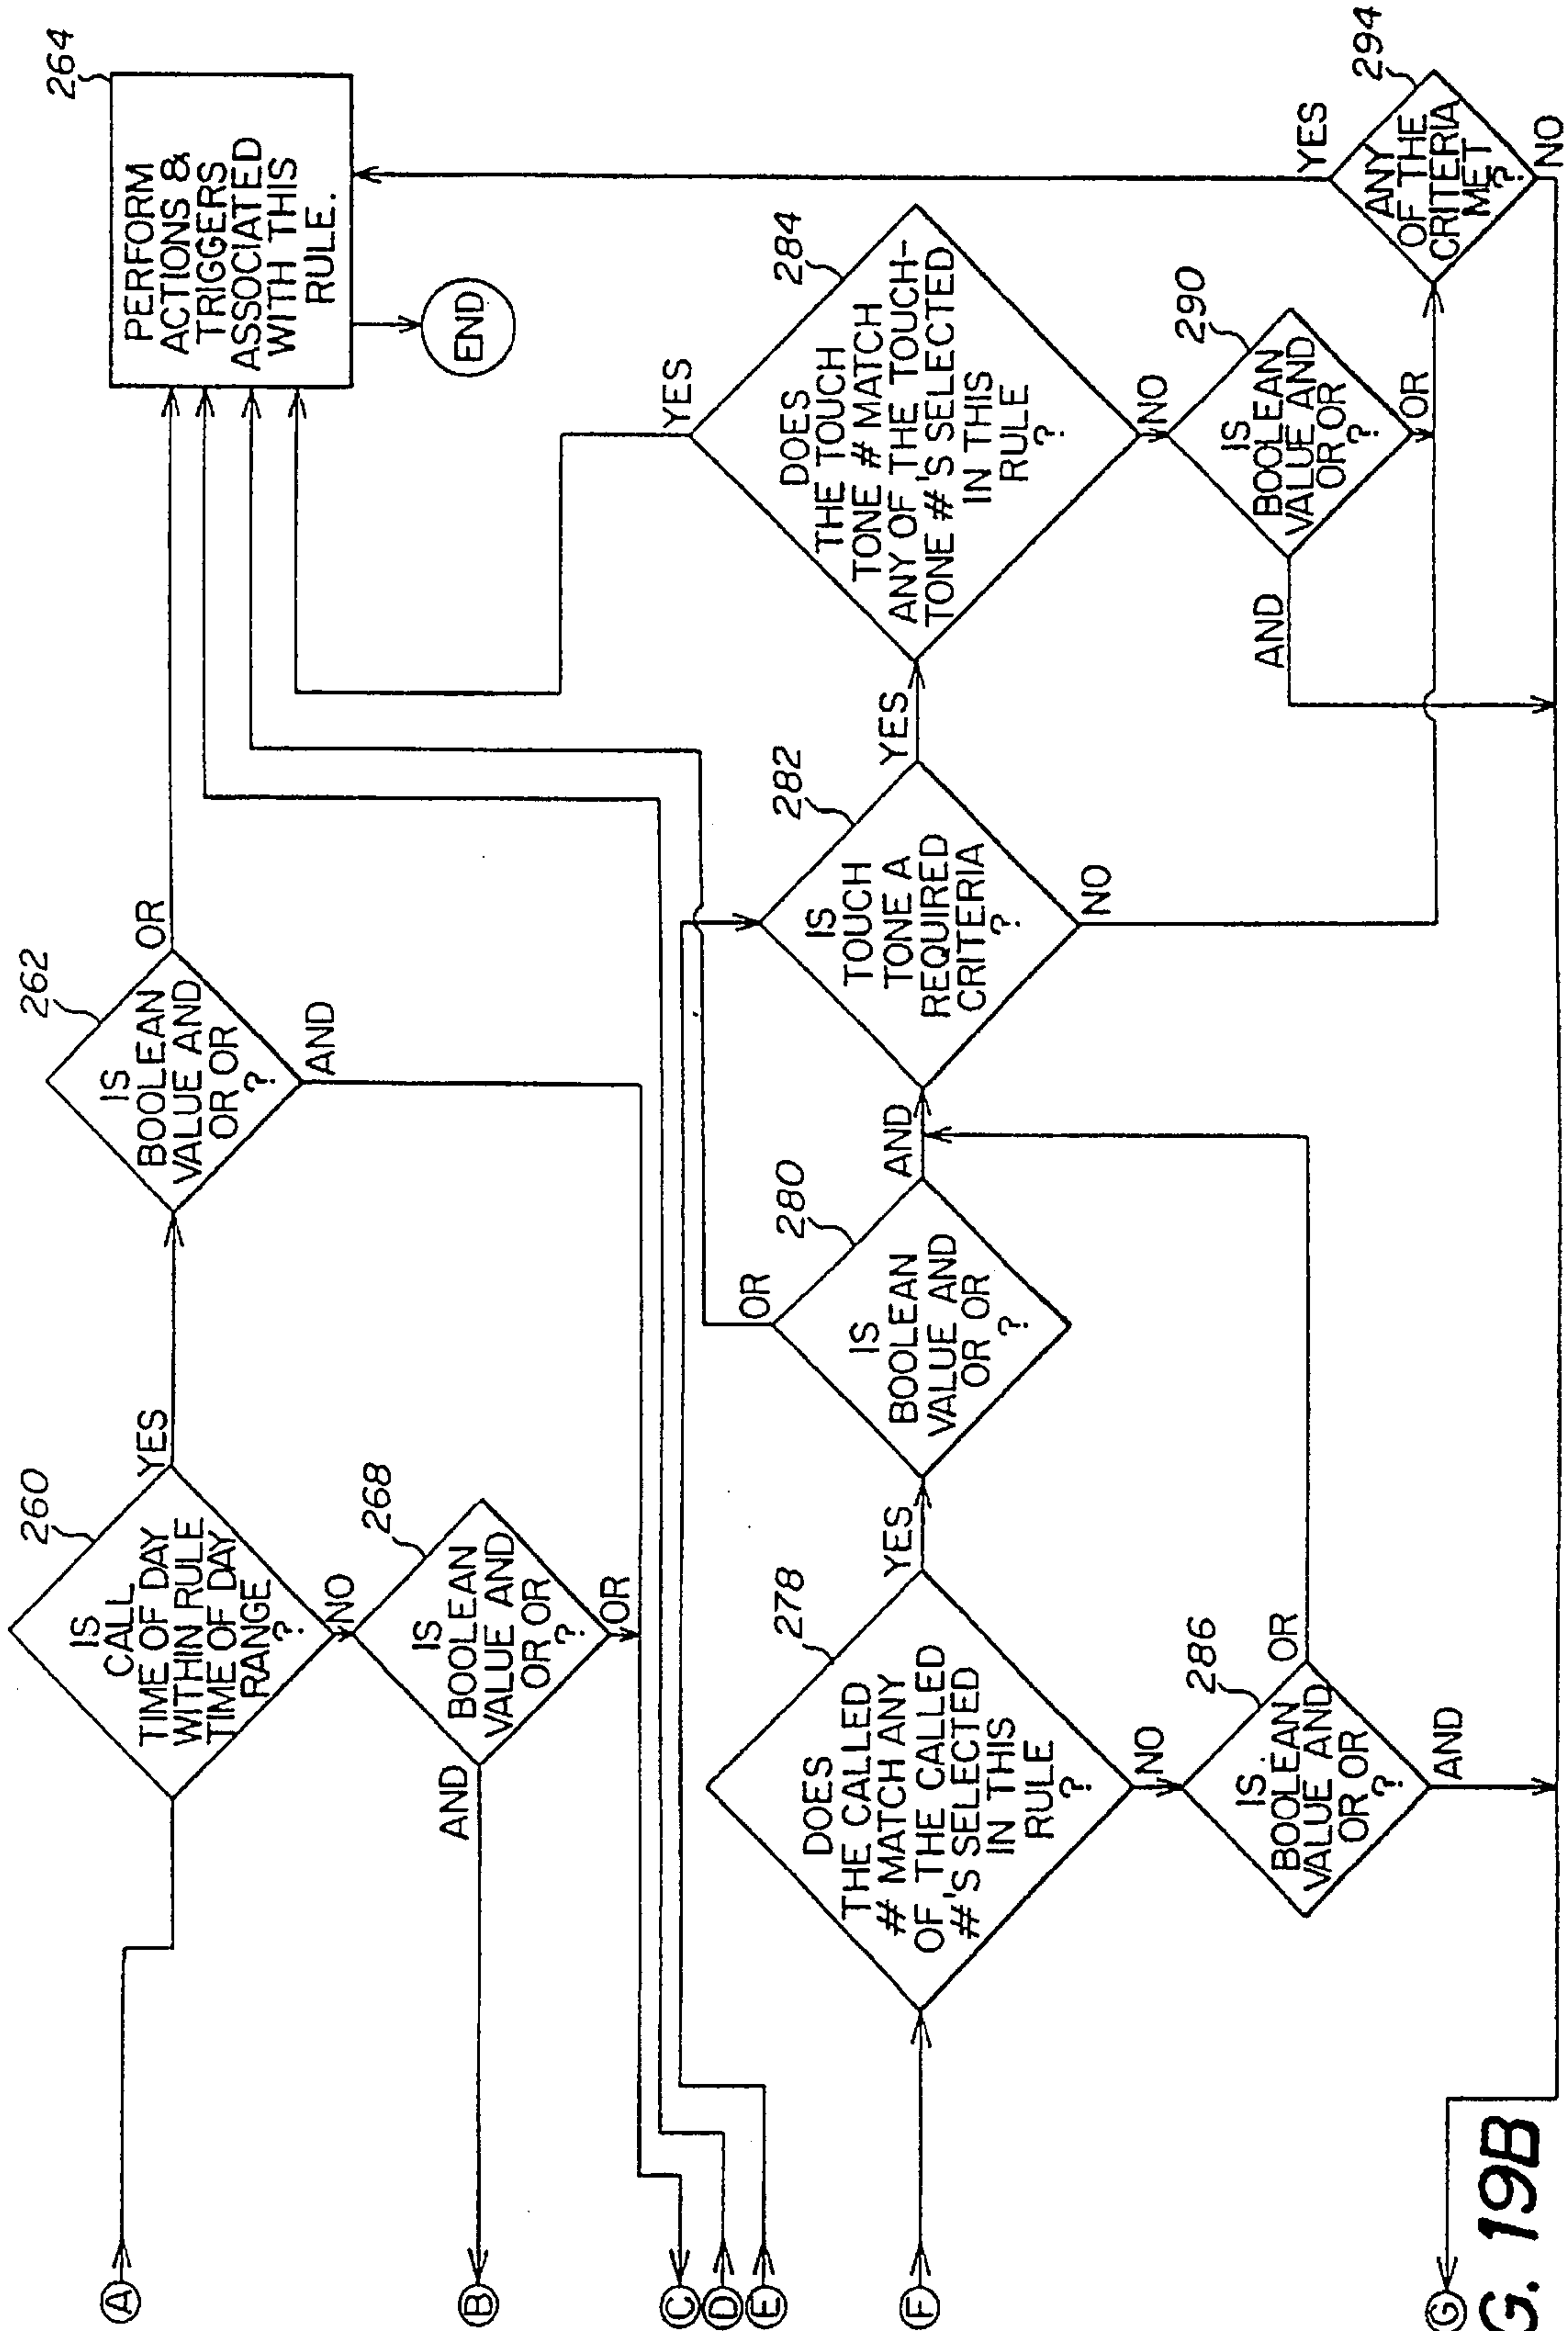 264
PERFORM
ACTIONS &
TRIGGERS
ASSOCIATED
WITH THIS
RULE.
END
262
IS
BOOLEAN
VALUE AND
OR OR
?
OR
AND
260
IS
CALL
TIME OF DAY
WITHIN RULE
TIME OF DAY
RANGE
?
YES
NO
268
IS
BOOLEAN
VALUE AND
OR OR
?
AND
OR
A
B
C
D
E
F
278
DOES
THE CALLED
# MATCH ANY
OF THE CALLED
#'S SELECTED
IN THIS
RULE
?
YES
NO
280
IS
BOOLEAN
VALUE AND
OR OR
?
OR
AND
282
IS
TOUCH
TONE A
REQUIRED
CRITERIA
?
YES
NO
284
DOES
THE TOUCH
TONE # MATCH
ANY OF THE TOUCH-
TONE #'S SELECTED
IN THIS
RULE
?
YES
NO
286
IS
BOOLEAN
VALUE AND
OR OR
?
OR
AND
290
IS
BOOLEAN
VALUE AND
OR OR
?
AND
OR
294
ANY
OF THE
CRITERIA
MET
?
YES
NO
G
G. 19B